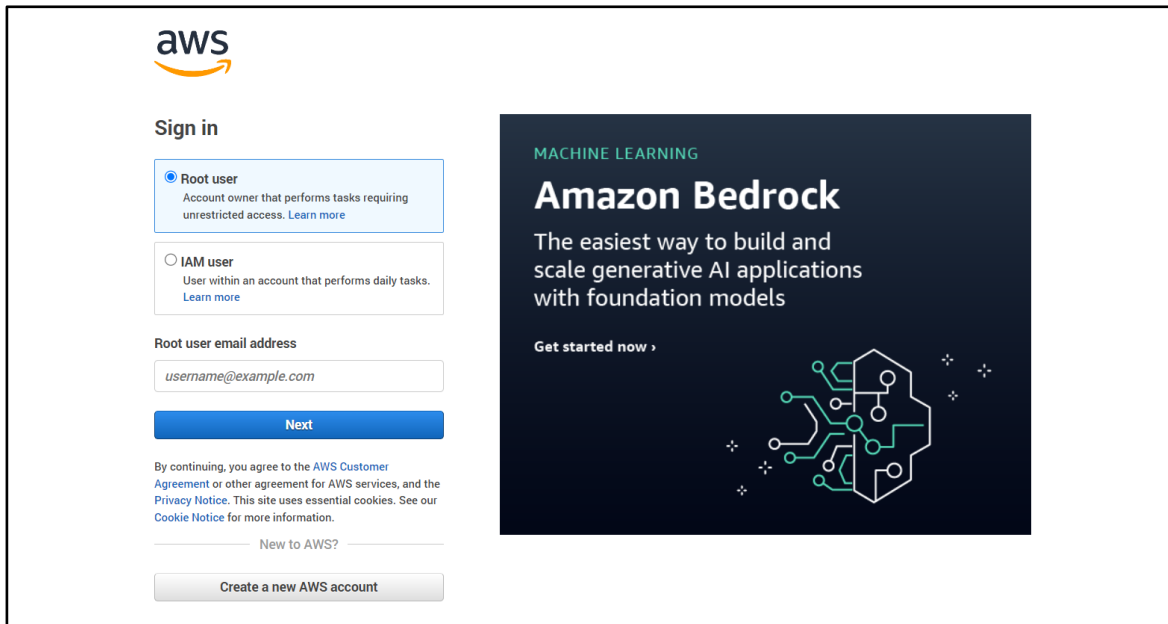 aws
Sign in
Root user
Account owner that performs tasks requiring
unrestricted access. Learn more
IAM user
User within an account that performs daily tasks.
Learn more
Root user email address
username@example.com
Next
By continuing, you agree to the AWS Customer
Agreement or other agreement for AWS services, and the
Privacy Notice. This site uses essential cookies. See our
Cookie Notice for more information.
New to AWS?
Create a new AWS account
MACHINE LEARNING
Amazon Bedrock
The easiest way to build and
scale generative AI applications
with foundation models
Get started now ›